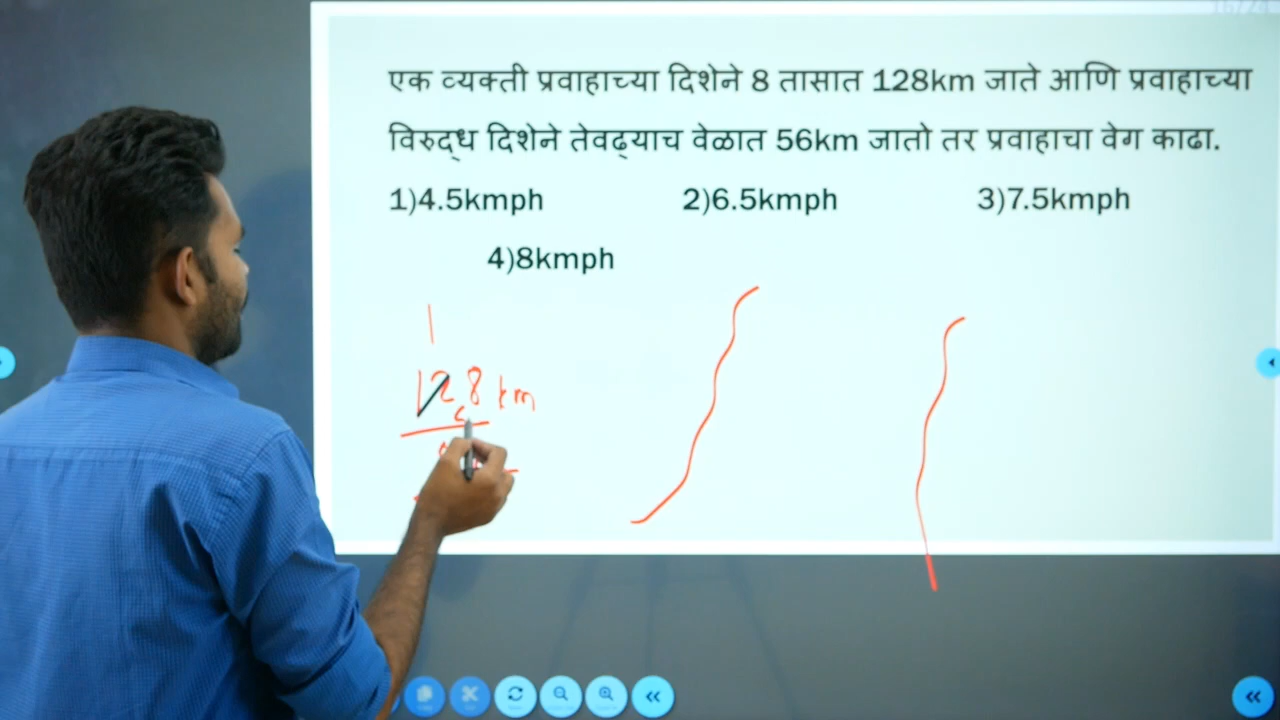 एक व्यक्ती प्रवाहाच्या दिशेने 8 तासात 128km जाते आणि प्रवाहाच्या
विरुद्ध दिशेने तेवढ्याच वेळात 56km जातो तर प्रवाहाचा वेग काढा.
1)4.5kmph 2)6.5kmph 3)7.5kmph
4)8kmph
1
128 km